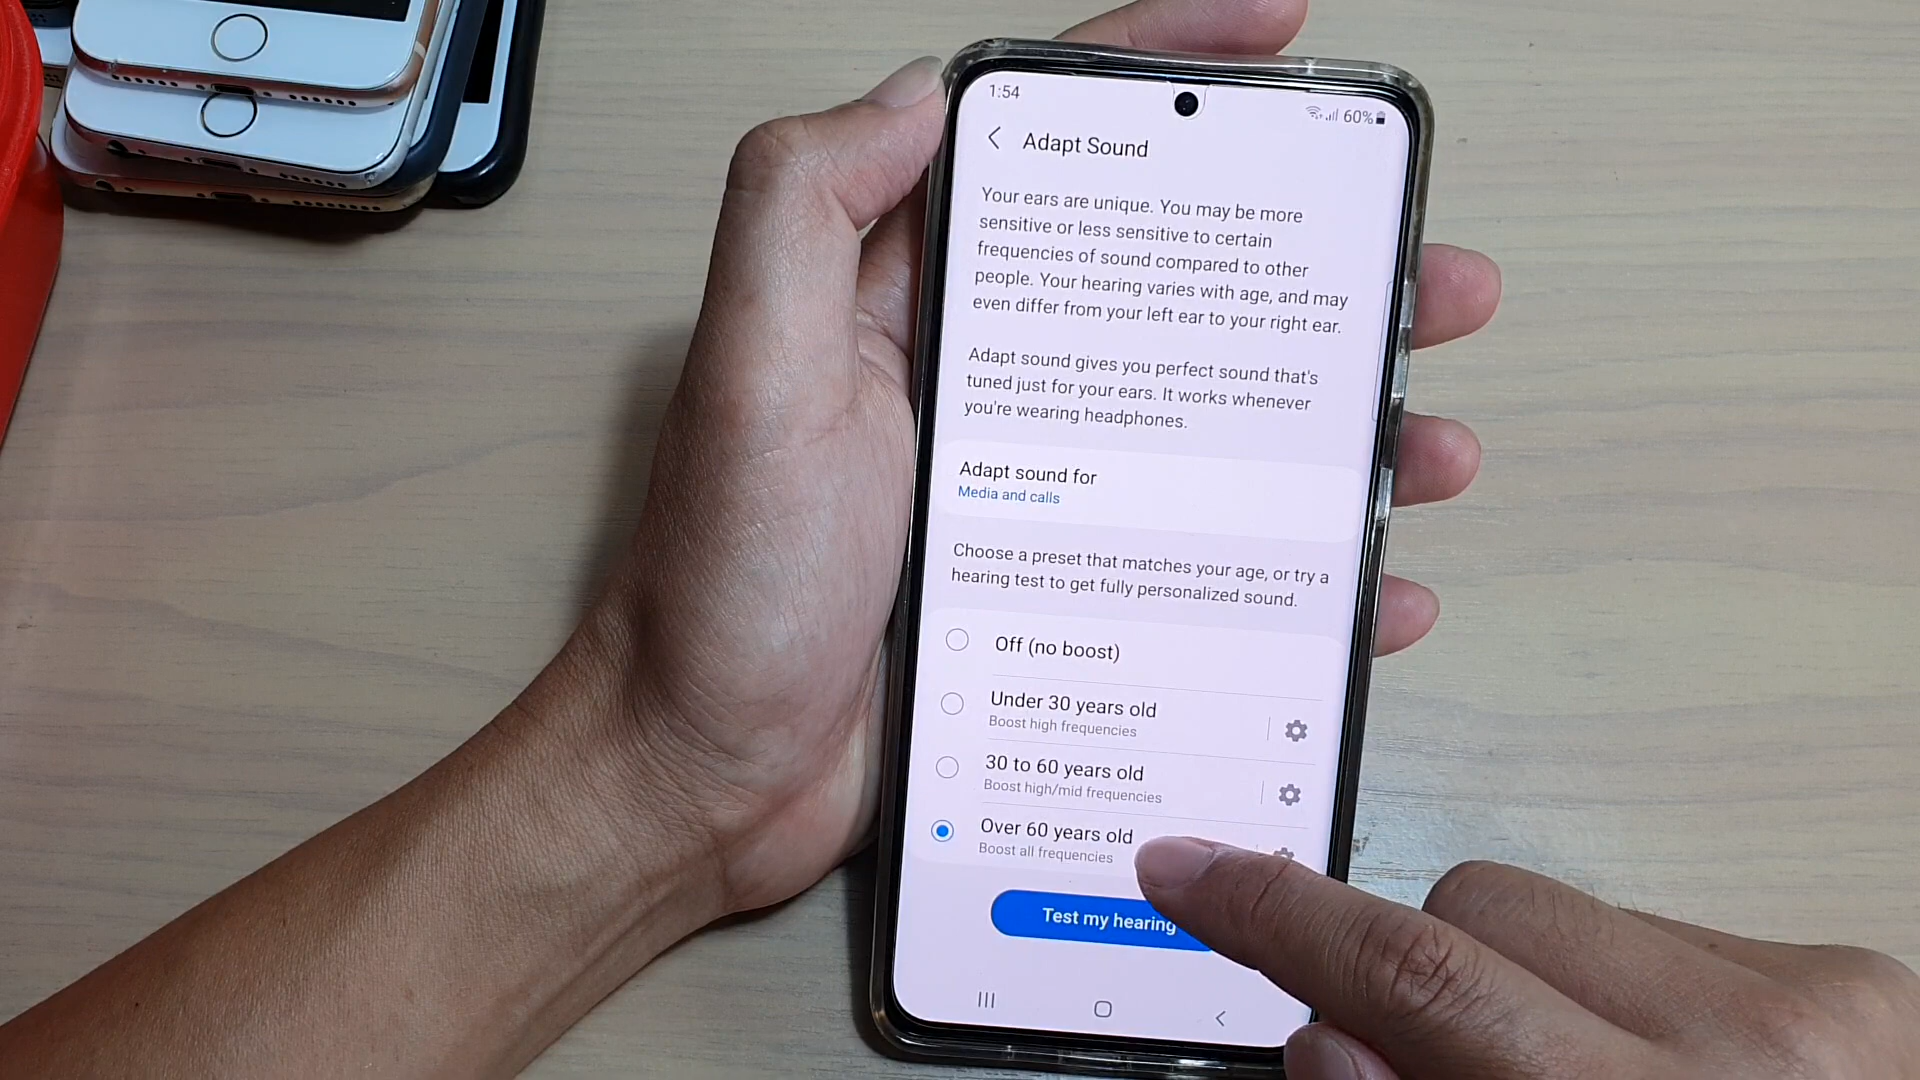 1:54
60%
Adapt Sound
Your ears are unique. You may be more
sensitive or less sensitive to certain
frequencies of sound compared to other
people. Your hearing varies with age, and may
even differ from your left ear to your right ear.
Adapt sound gives you perfect sound that's
tuned just for your ears. It works whenever
you're wearing headphones.
Adapt sound for
Media and calls
Choose a preset that matches your age, or try a
hearing test to get fully personalized sound.
Off (no boost)
Under 30 years old
Boost high frequencies
30 to 60 years old
Boost high/mid frequencies
Over 60 years old
Boost all frequencies
Test my hearing